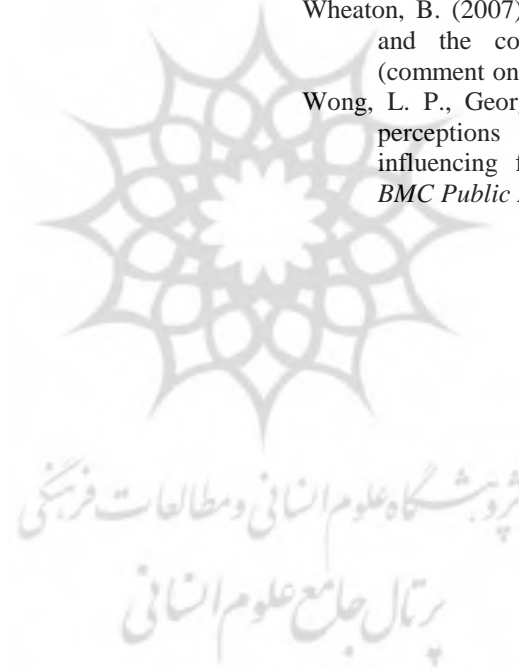 Wheaton, B. (2007)
and the co
(comment on
Wong, L. P., Georg
perceptions
influencing f
BMC Public
پژوهشگاه علوم انسانی و مطالعات فرهنگی
پرتال جامع علوم انسانی